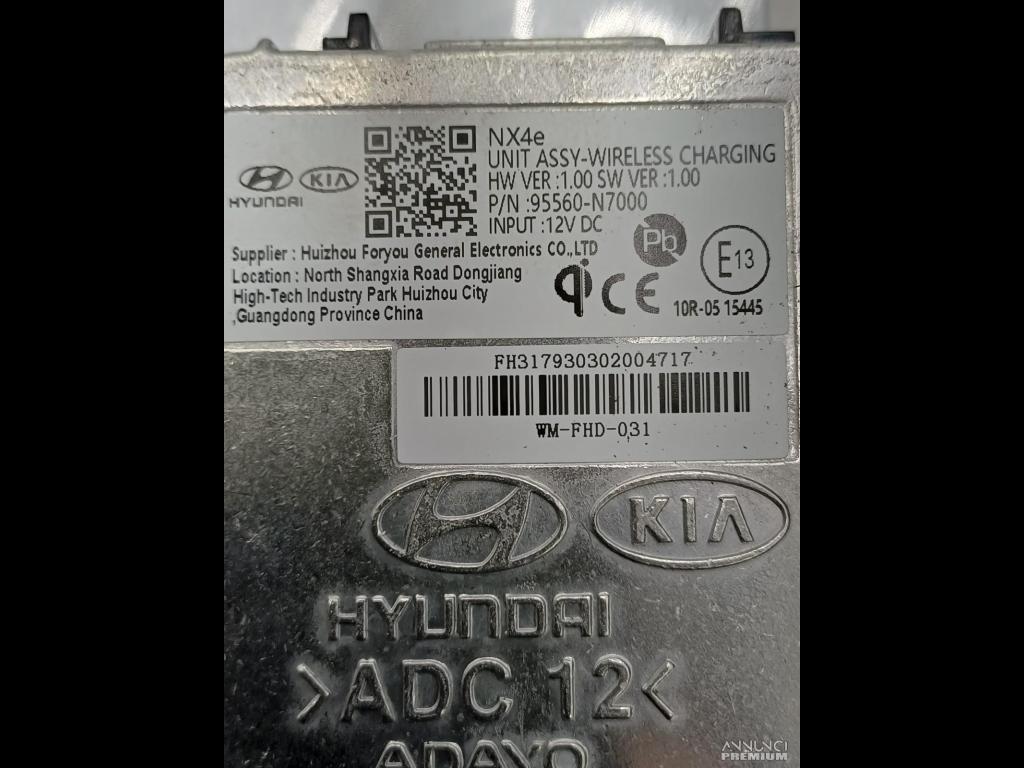 NX4e
UNIT ASSY-WIRELESS CHARGING
HW VER :1.00 SW VER :1.00
P/N :95560-N7000
INPUT :12V DC
HYUNDAI
KIA
Supplier : Huizhou Foryou General Electronics CO.,LTD
Location : North Shangxia Road Dongjiang
High-Tech Industry Park Huizhou City
,Guangdong Province China
Pb
E13
qi CE
10R-05 15445
FH317930302004717
WM-FHD-031
KIA
HYUNDAI
>ADC 12<
ADAYO
ANNUNCI
PREMIUM